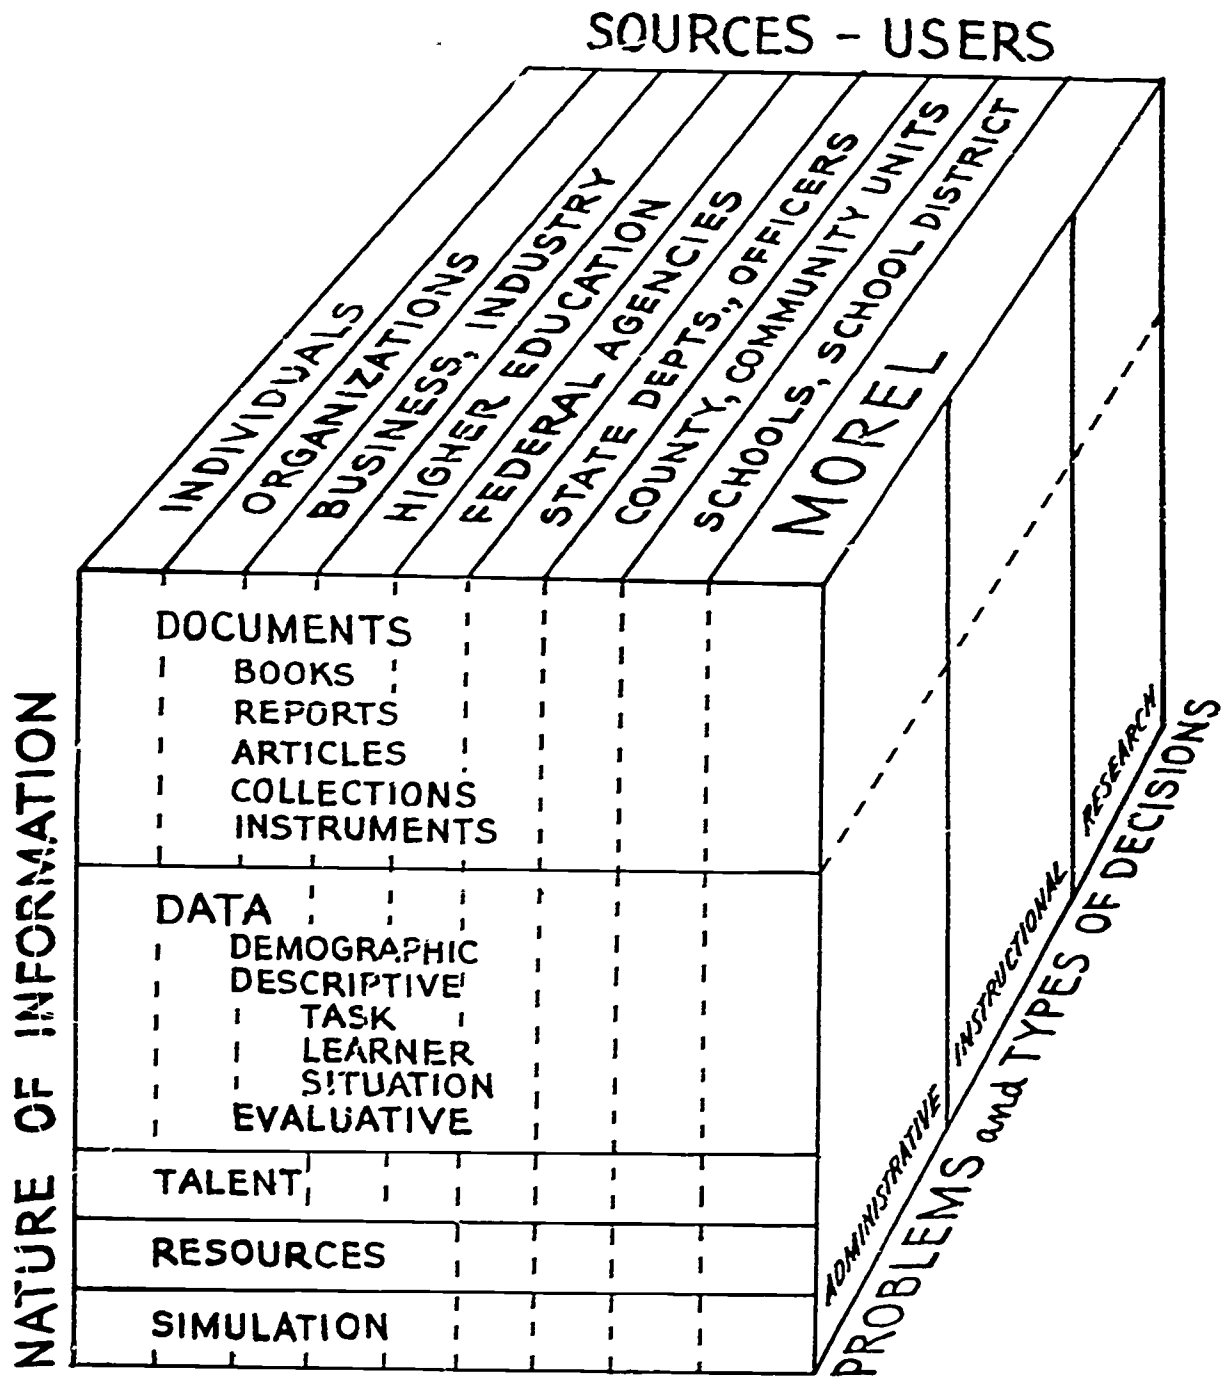 SOURCES - USERS
INDIVIDUALS
ORGANIZATIONS
BUSINESS, INDUSTRY
HIGHER EDUCATION
FEDERAL AGENCIES
STATE DEPTS., OFFICERS
COUNTY, COMMUNITY UNITS
SCHOOLS, SCHOOL DISTRICT
MOREL
NATURE OF INFORMATION
DOCUMENTS
BOOKS
REPORTS
ARTICLES
COLLECTIONS
INSTRUMENTS
DATA
DEMOGRAPHIC
DESCRIPTIVE
TASK
LEARNER
SITUATION
EVALUATIVE
TALENT
RESOURCES
SIMULATION
ADMINISTRATIVE
INSTRUCTIONAL
RESEARCH
PROBLEMS and TYPES OF DECISIONS